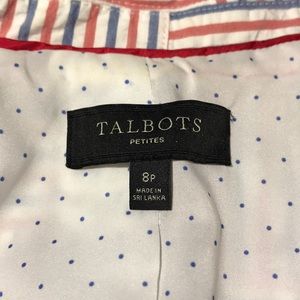 TALBOTS
PETITES
8P
MADE IN
SRI LANKA